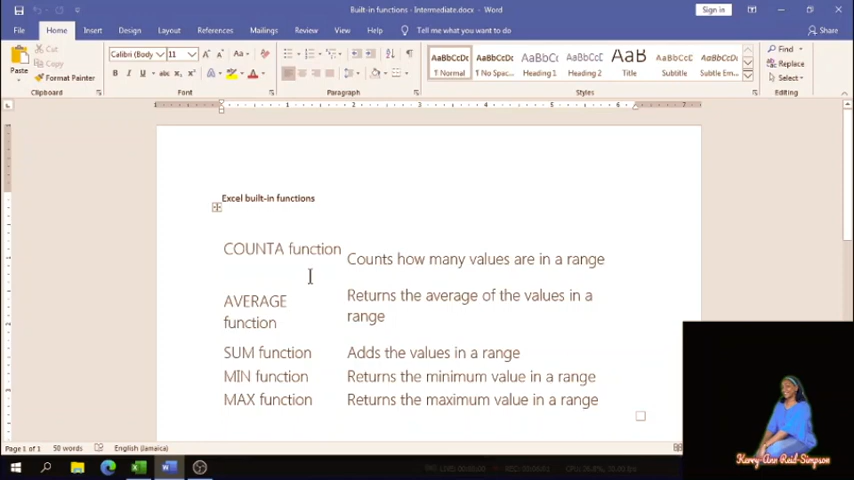 Built-in functions - Intermediate.docx - Word
Sign in
File Home Insert Design Layout References Mailings Review View Help Tell me what you want to do
Share
Paste
Cut
Copy
Format Painter
Clipboard
Calibri (Body) 11
Font
Paragraph
AaBbCcDc AaBbCcDc AaBbCc AaBbCcC AaB AaBbCcC AaBbCcDc
¶ Normal ¶ No Spac... Heading 1 Heading 2 Title Subtitle Subtle Em...
Styles
Find
Replace
Select
Editing
Excel built-in functions
COUNTA function Counts how many values are in a range
AVERAGE function Returns the average of the values in a range
SUM function Adds the values in a range
MIN function Returns the minimum value in a range
MAX function Returns the maximum value in a range
Kerry-Ann Reid-Simpson
Page 1 of 1 50 words English (Jamaica)